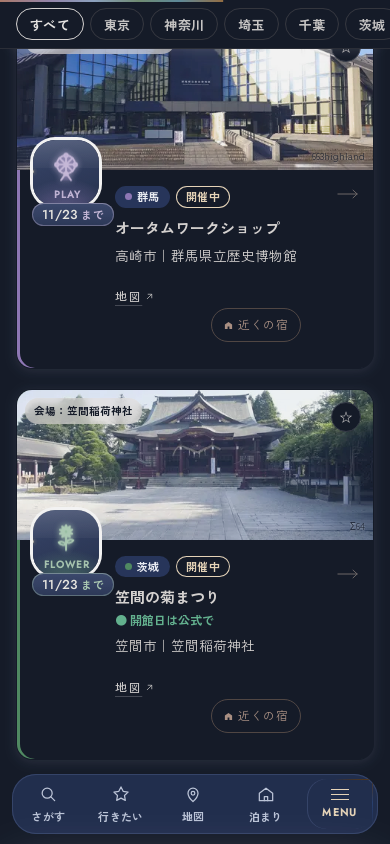 すべて
東京
神奈川
埼玉
千葉
茨城
PLAY
11/23 まで
群馬
開催中
オータムワークショップ
高崎市｜群馬県立歴史博物館
地図
近くの宿
会場：笠間稲荷神社
Σ64
FLOWER
11/23 まで
茨城
開催中
笠間の菊まつり
開館日は公式で
笠間市｜笠間稲荷神社
地図
近くの宿
さがす
行きたい
地図
泊まり
MENU